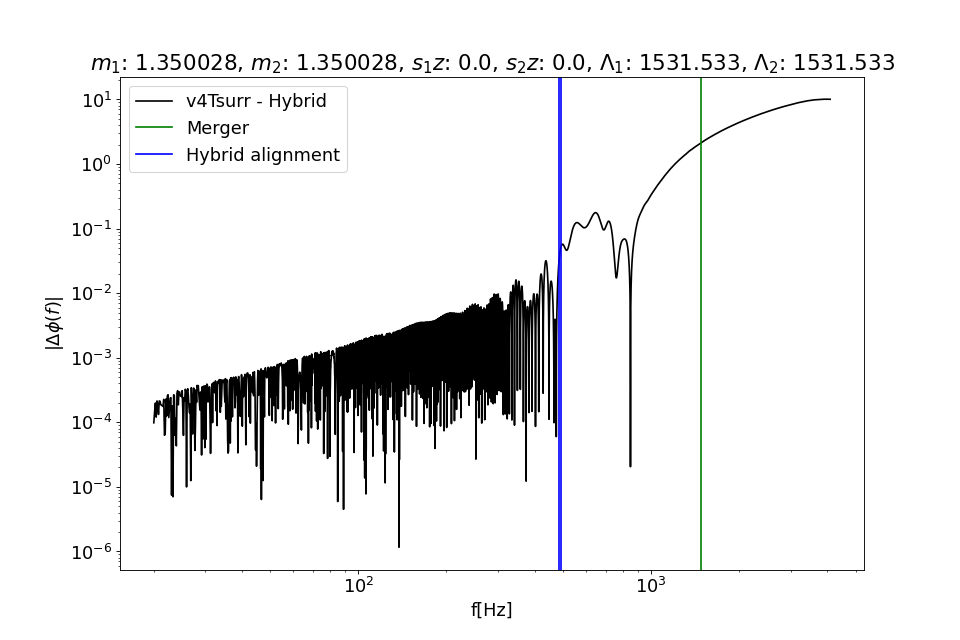 m₁: 1.350028, m₂: 1.350028, s₁z: 0.0, s₂z: 0.0, Λ₁: 1531.533, Λ₂: 1531.533
v4Tsurr - Hybrid
Merger
Hybrid alignment
10¹
10⁰
10⁻¹
10⁻²
10⁻³
10⁻⁴
10⁻⁵
10⁻⁶
|Δϕ(f)|
10²
10³
f[Hz]